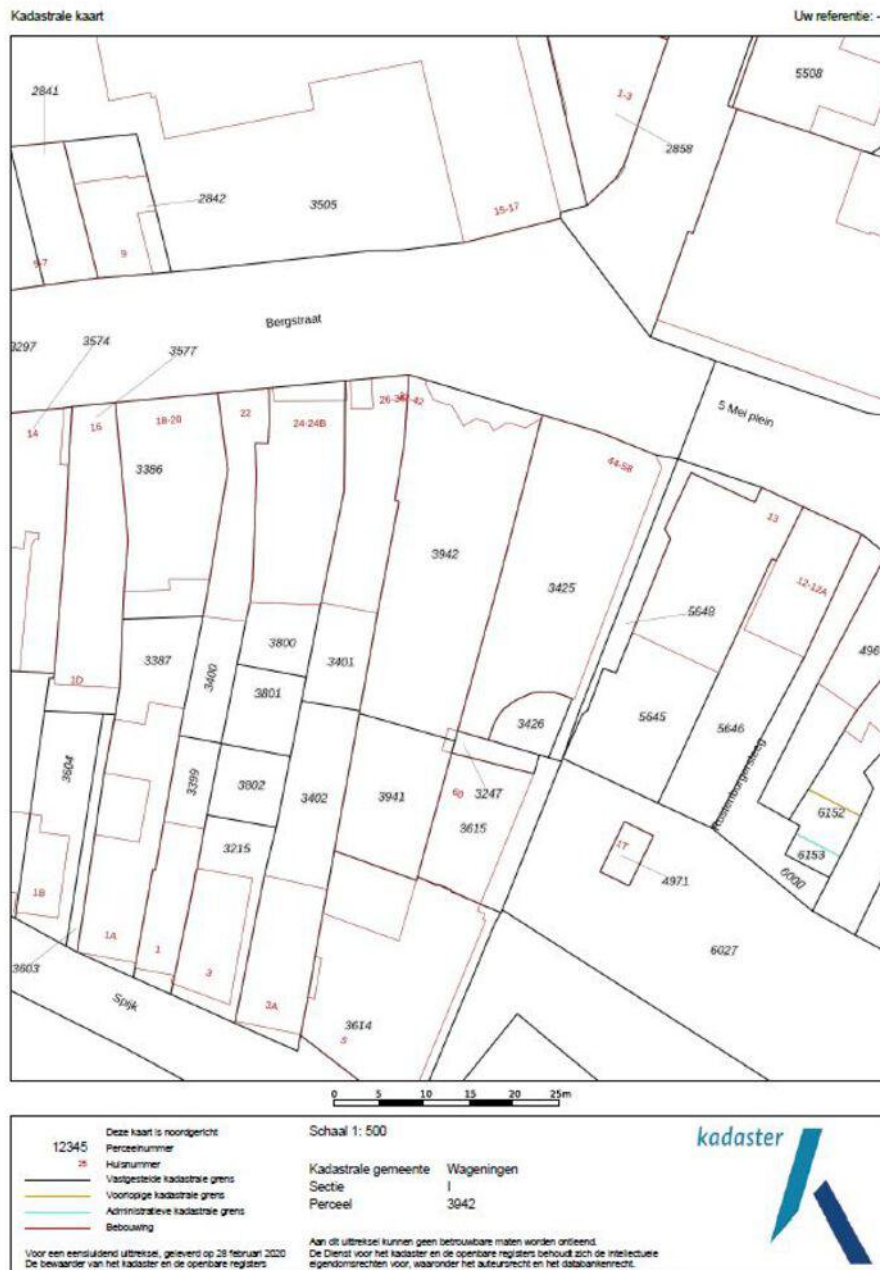 Kadastrale kaart
Uw referentie: -
5508
2841
1-3
2858
2842
3505
15-17
9-7
9
Bergstraat
3297
3574
3577
5 Mei plein
14
16
18-20
22
24-24B
3386
44-58
3942
3425
13
12-12A
5648
3800
3387
3400
3401
496
1D
3801
3426
5645
5646
3604
3399
3802
3402
3941
60
3247
3615
6152
3215
1T
4971
6153
6000
1B
1A
1
3
6027
3603
Spijk
3A
3614
5
0 5 10 15 20 25m
Deze kaart is noordgericht
12345 Perceelnummer
25 Huisnummer
Vastgestelde kadastrale grens
Voorlopige kadastrale grens
Administratieve kadastrale grens
Bebouwing
Voor een eensluidend uittreksel, geleverd op 28 februari 2020
De bewaarder van het kadaster en de openbare registers
Schaal 1: 500
Kadastrale gemeente Wageningen
Sectie I
Perceel 3942
Aan dit uittreksel kunnen geen betrouwbare maten worden ontleend.
De Dienst voor het kadaster en de openbare registers behoudt zich de intellectuele
eigendomsrechten voor, waaronder het auteursrecht en het databankenrecht.
kadaster